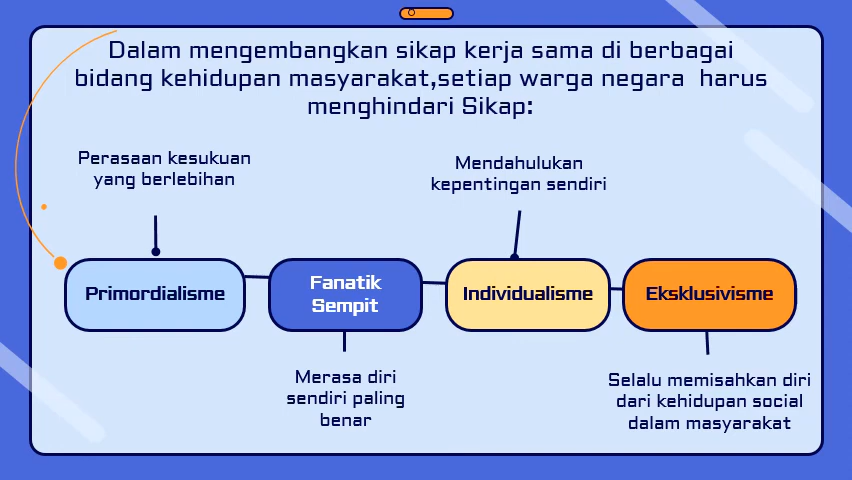 Dalam mengembangkan sikap kerja sama di berbagai
bidang kehidupan masyarakat,setiap warga negara harus
menghindari Sikap:
Perasaan kesukuan
yang berlebihan
Mendahulukan
kepentingan sendiri
Primordialisme
Fanatik
Sempit
Individualisme
Eksklusivisme
Merasa diri
sendiri paling
benar
Selalu memisahkan diri
dari kehidupan social
dalam masyarakat